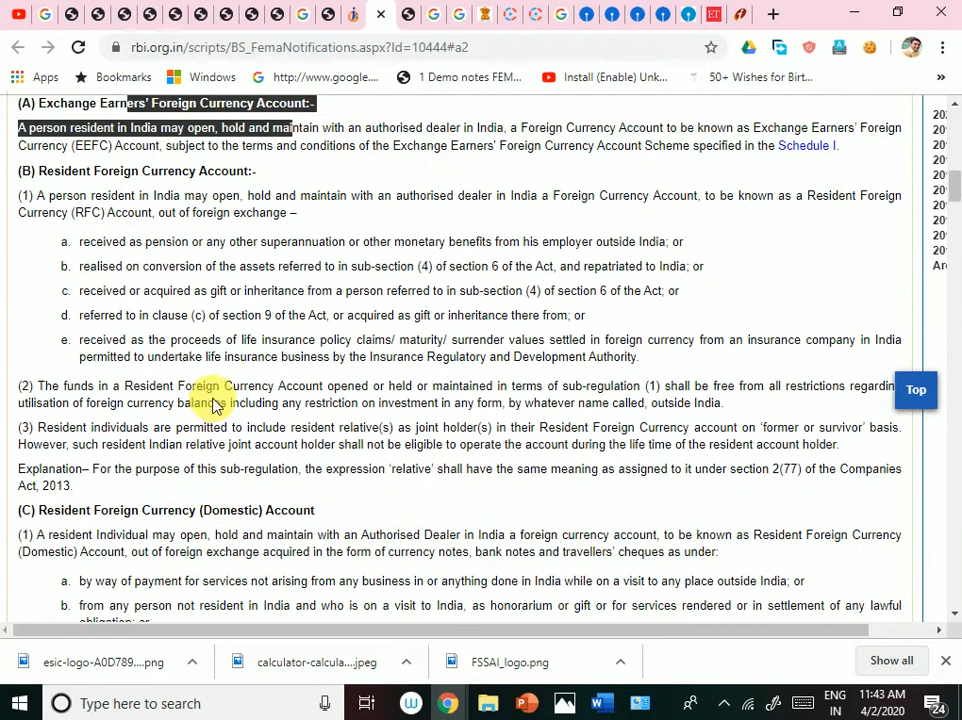 rbi.org.in/scripts/BS_FemaNotifications.aspx?Id=10444#a2
Apps
Bookmarks
Windows
http://www.google....
1 Demo notes FEM...
Install (Enable) Unk...
50+ Wishes for Birt...
»
(A) Exchange Earners' Foreign Currency Account:-
A person resident in India may open, hold and maintain with an authorised dealer in India, a Foreign Currency Account to be known as Exchange Earners' Foreign
Currency (EEFC) Account, subject to the terms and conditions of the Exchange Earners' Foreign Currency Account Scheme specified in the Schedule I.
(B) Resident Foreign Currency Account:-
(1) A person resident in India may open, hold and maintain with an authorised dealer in India a Foreign Currency Account, to be known as a Resident Foreign
Currency (RFC) Account, out of foreign exchange –
a. received as pension or any other superannuation or other monetary benefits from his employer outside India; or
b. realised on conversion of the assets referred to in sub-section (4) of section 6 of the Act, and repatriated to India; or
c. received or acquired as gift or inheritance from a person referred to in sub-section (4) of section 6 of the Act; or
d. referred to in clause (c) of section 9 of the Act, or acquired as gift or inheritance there from; or
e. received as the proceeds of life insurance policy claims/ maturity/ surrender values settled in foreign currency from an insurance company in India
permitted to undertake life insurance business by the Insurance Regulatory and Development Authority.
(2) The funds in a Resident Foreign Currency Account opened or held or maintained in terms of sub-regulation (1) shall be free from all restrictions regardin
utilisation of foreign currency balances including any restriction on investment in any form, by whatever name called, outside India.
(3) Resident individuals are permitted to include resident relative(s) as joint holder(s) in their Resident Foreign Currency account on 'former or survivor' basis.
However, such resident Indian relative joint account holder shall not be eligible to operate the account during the life time of the resident account holder.
Explanation– For the purpose of this sub-regulation, the expression 'relative' shall have the same meaning as assigned to it under section 2(77) of the Companies
Act, 2013.
(C) Resident Foreign Currency (Domestic) Account
(1) A resident Individual may open, hold and maintain with an Authorised Dealer in India a foreign currency account, to be known as Resident Foreign Currency
(Domestic) Account, out of foreign exchange acquired in the form of currency notes, bank notes and travellers' cheques as under:
a. by way of payment for services not arising from any business in or anything done in India while on a visit to any place outside India; or
b. from any person not resident in India and who is on a visit to India, as honorarium or gift or for services rendered or in settlement of any lawful
obligation; or
20
20
20
20
20
20
20
20
20
20
Arc
Top
esic-logo-A0D789....png
calculator-calcula....jpeg
FSSAI_logo.png
Show all
Type here to search
ENG
IN
11:43 AM
4/2/2020
24